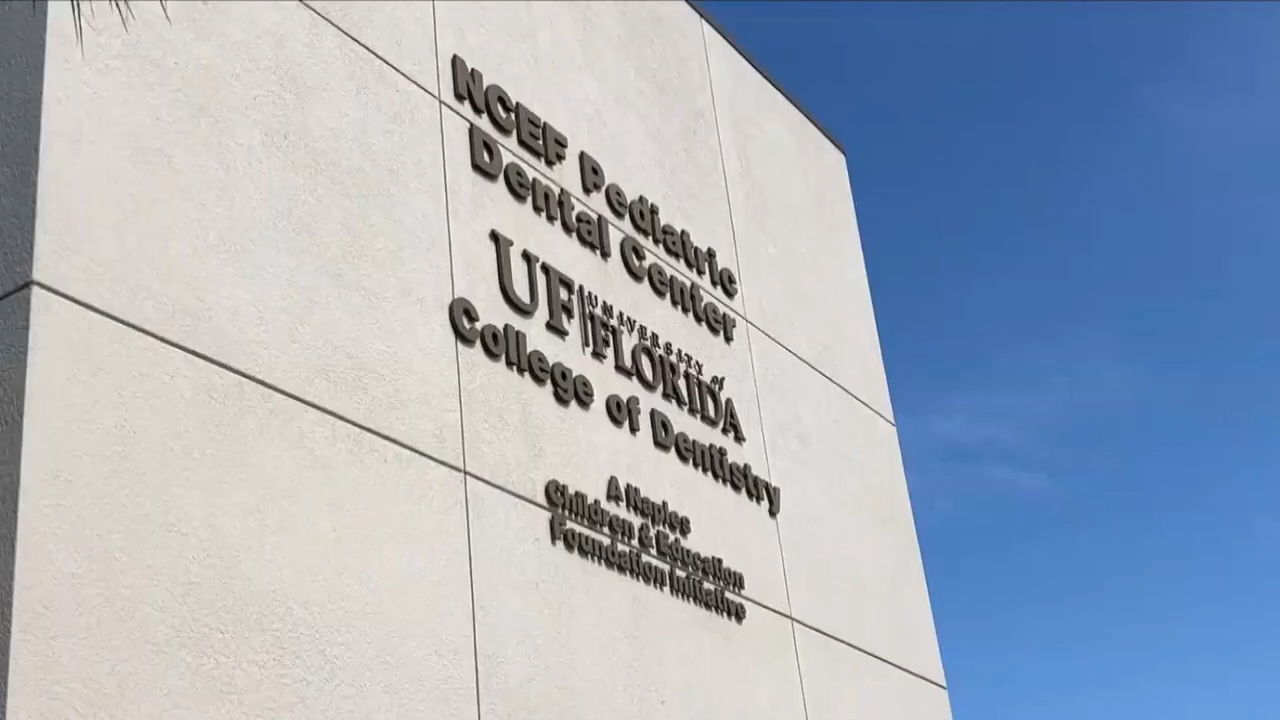 NCEF Pediatric
Dental Center
UF UNIVERSITY of
FLORIDA
College of Dentistry
A Naples
Children & Education
Foundation Initiative